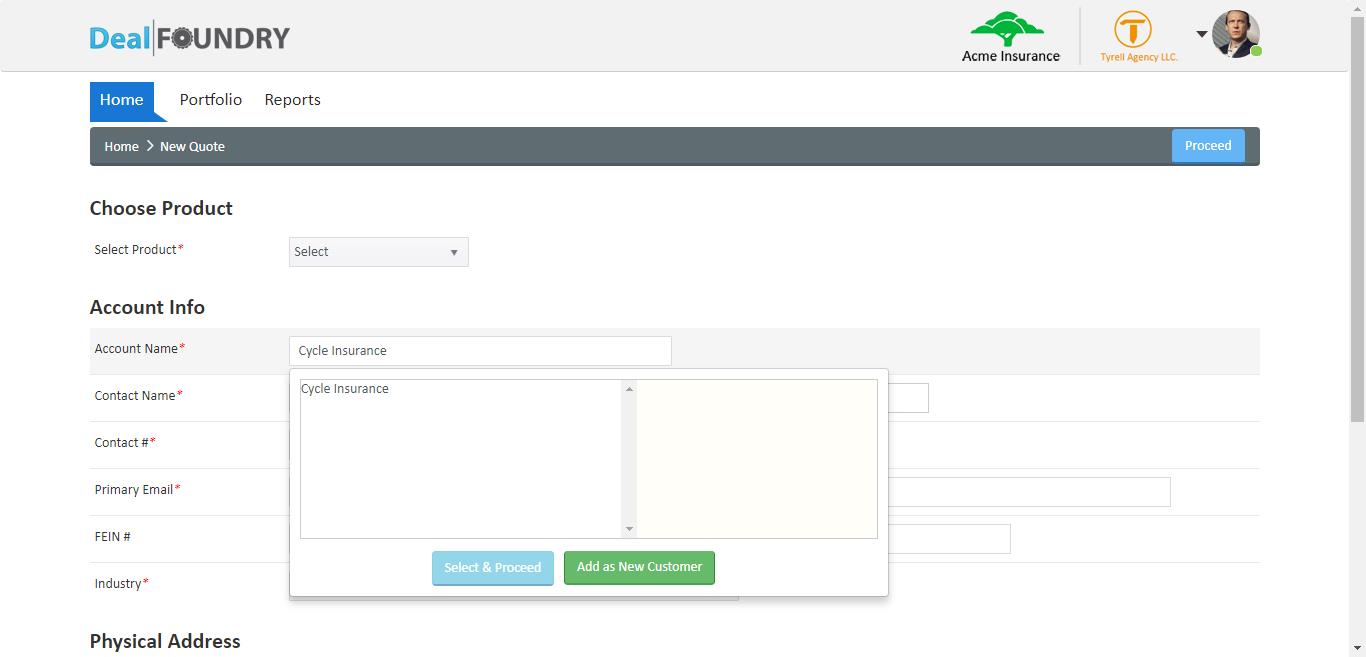 Deal FOUNDRY
Acme Insurance
Tyrell Agency LLC.
Home Portfolio Reports
Home > New Quote
Proceed
Choose Product
Select Product*
Select
Account Info
Account Name*
Cycle Insurance
Cycle Insurance
Contact Name*
Contact #*
Primary Email*
FEIN #
Select & Proceed
Add as New Customer
Industry*
Physical Address